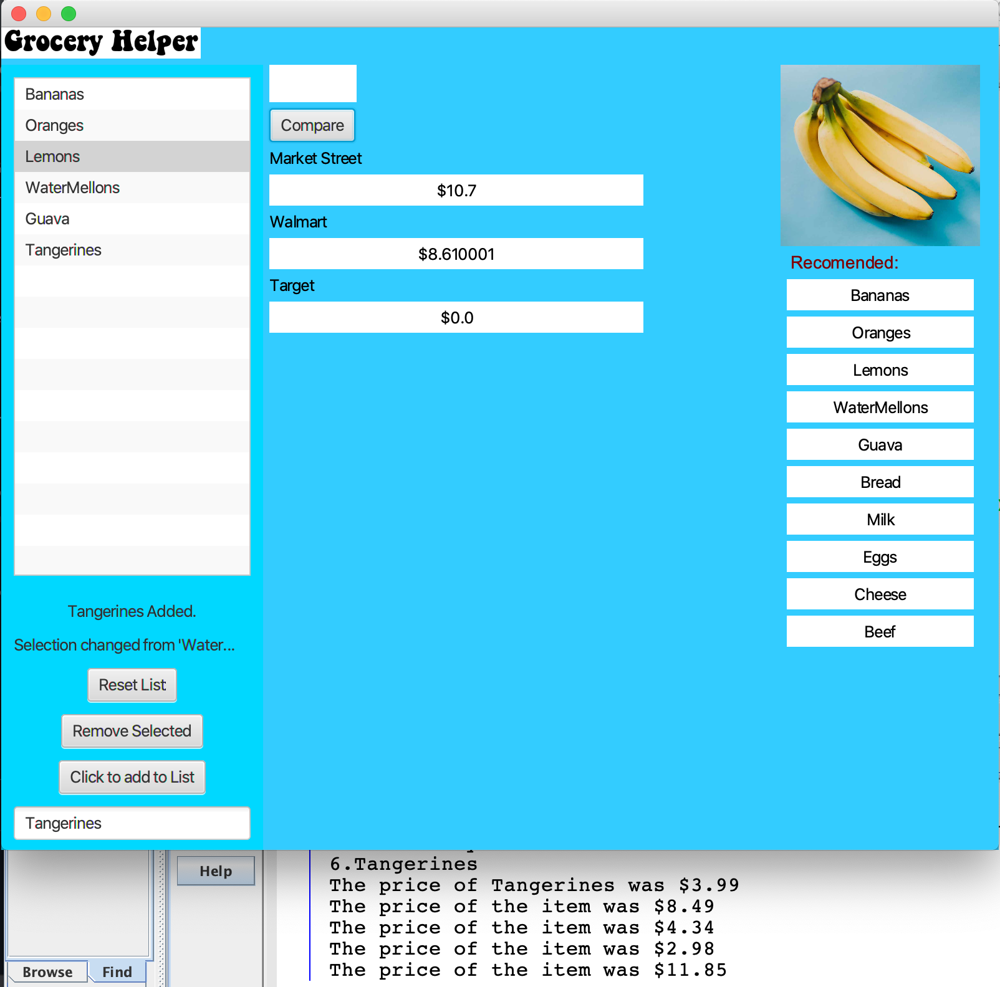 Grocery Helper
Bananas
Oranges
Lemons
WaterMellons
Guava
Tangerines
Tangerines Added.
Selection changed from 'Water...
Reset List
Remove Selected
Click to add to List
Tangerines
Compare
Market Street
$10.7
Walmart
$8.610001
Target
$0.0
Recomended:
Bananas
Oranges
Lemons
WaterMellons
Guava
Bread
Milk
Eggs
Cheese
Beef
Help
Browse
Find
6.Tangerines
The price of Tangerines was $3.99
The price of the item was $8.49
The price of the item was $4.34
The price of the item was $2.98
The price of the item was $11.85